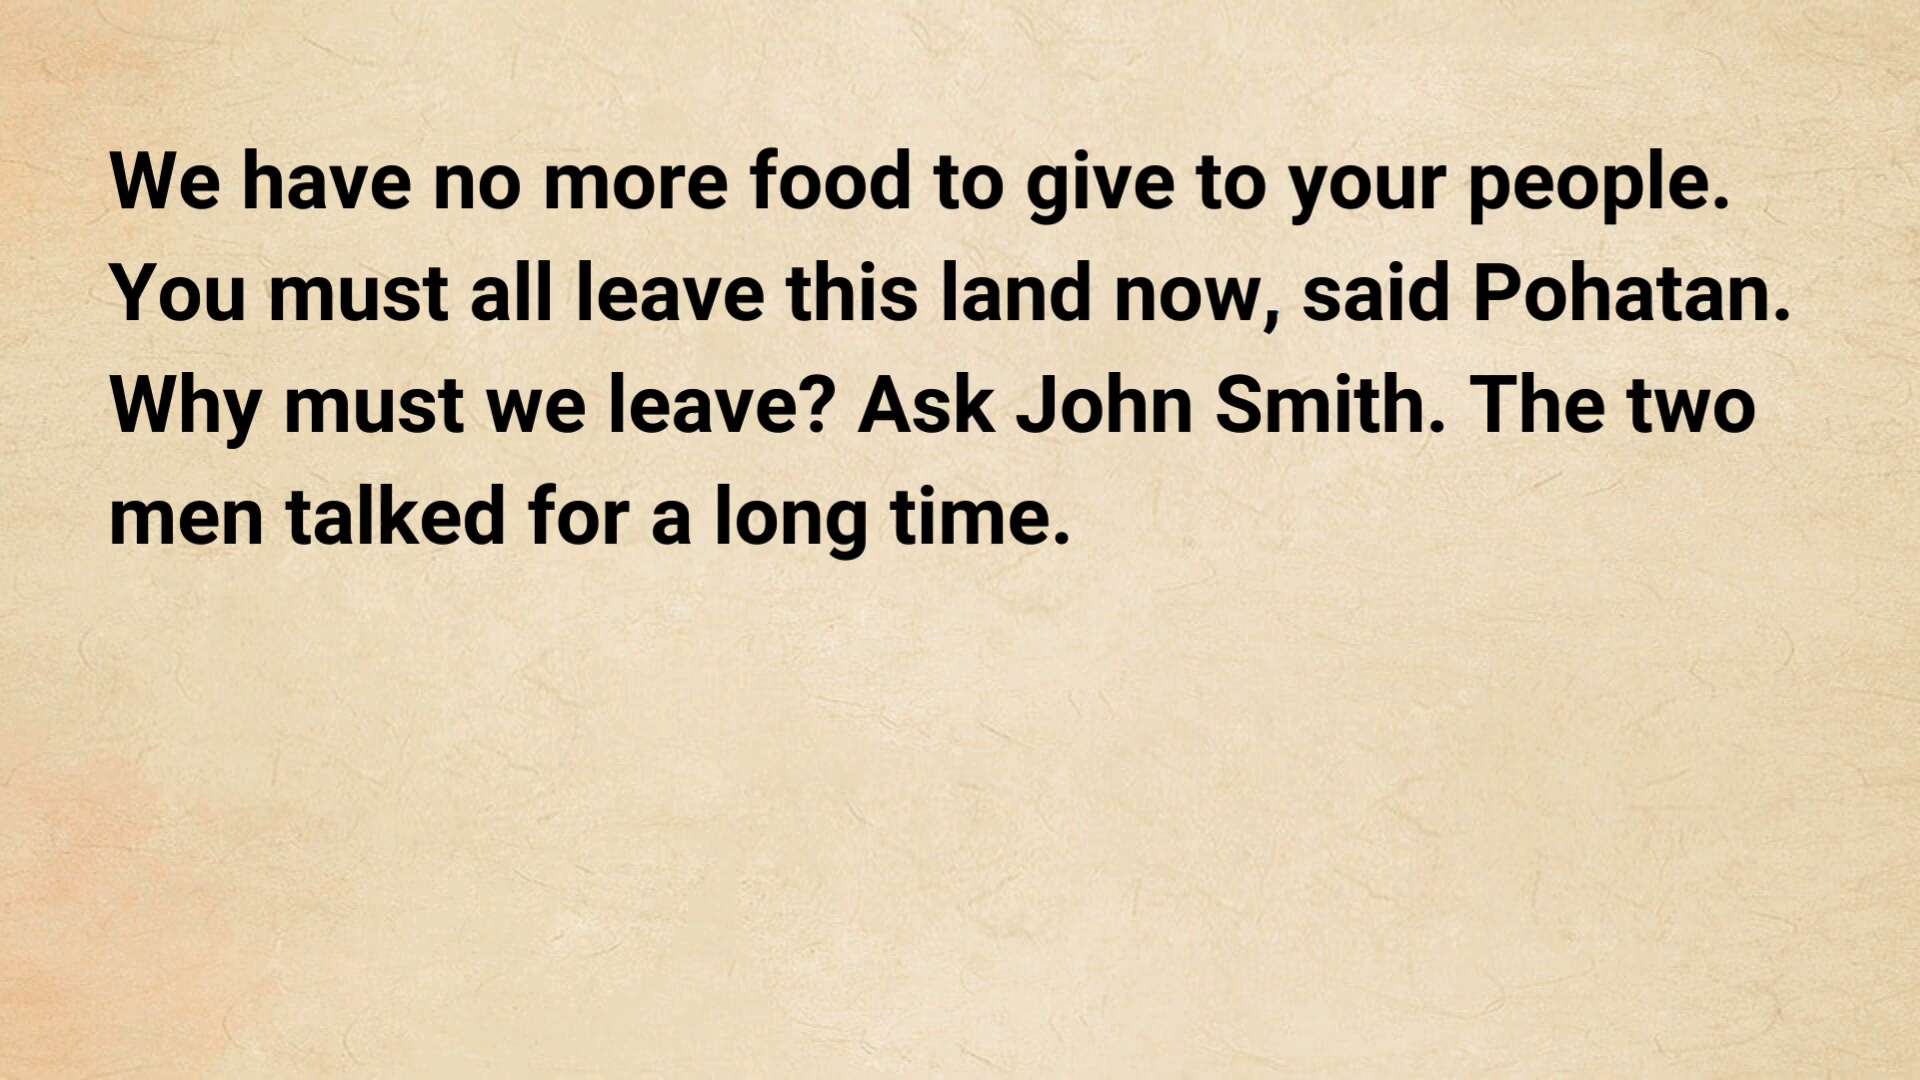 We have no more food to give to your people.
You must all leave this land now, said Pohatan.
Why must we leave? Ask John Smith. The two
men talked for a long time.